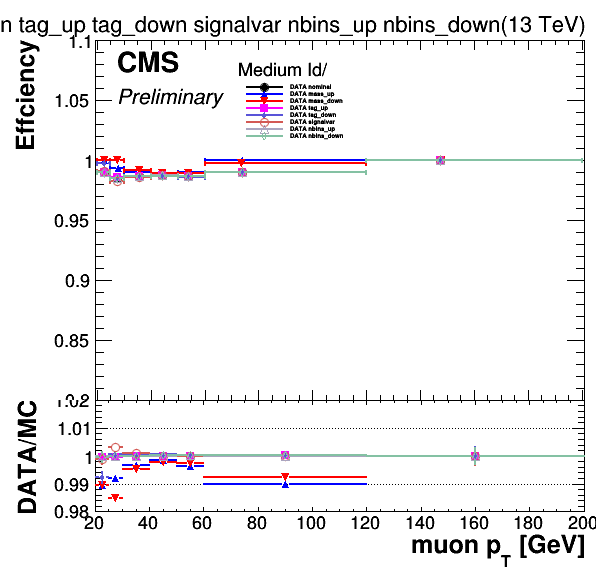 n tag_up tag_down signalvar nbins_up nbins_down(13 TeV)
CMS
Preliminary
Medium Id/
DATA nominal
DATA mass_up
DATA mass_down
DATA tag_up
DATA tag_down
DATA signalvar
DATA nbins_up
DATA nbins_down
Effciency
1.1
1.05
1
0.95
0.9
0.85
DATA/MC
1.02
1.01
1
0.99
0.98
20 40 60 80 100 120 140 160 180 200
muon pT [GeV]